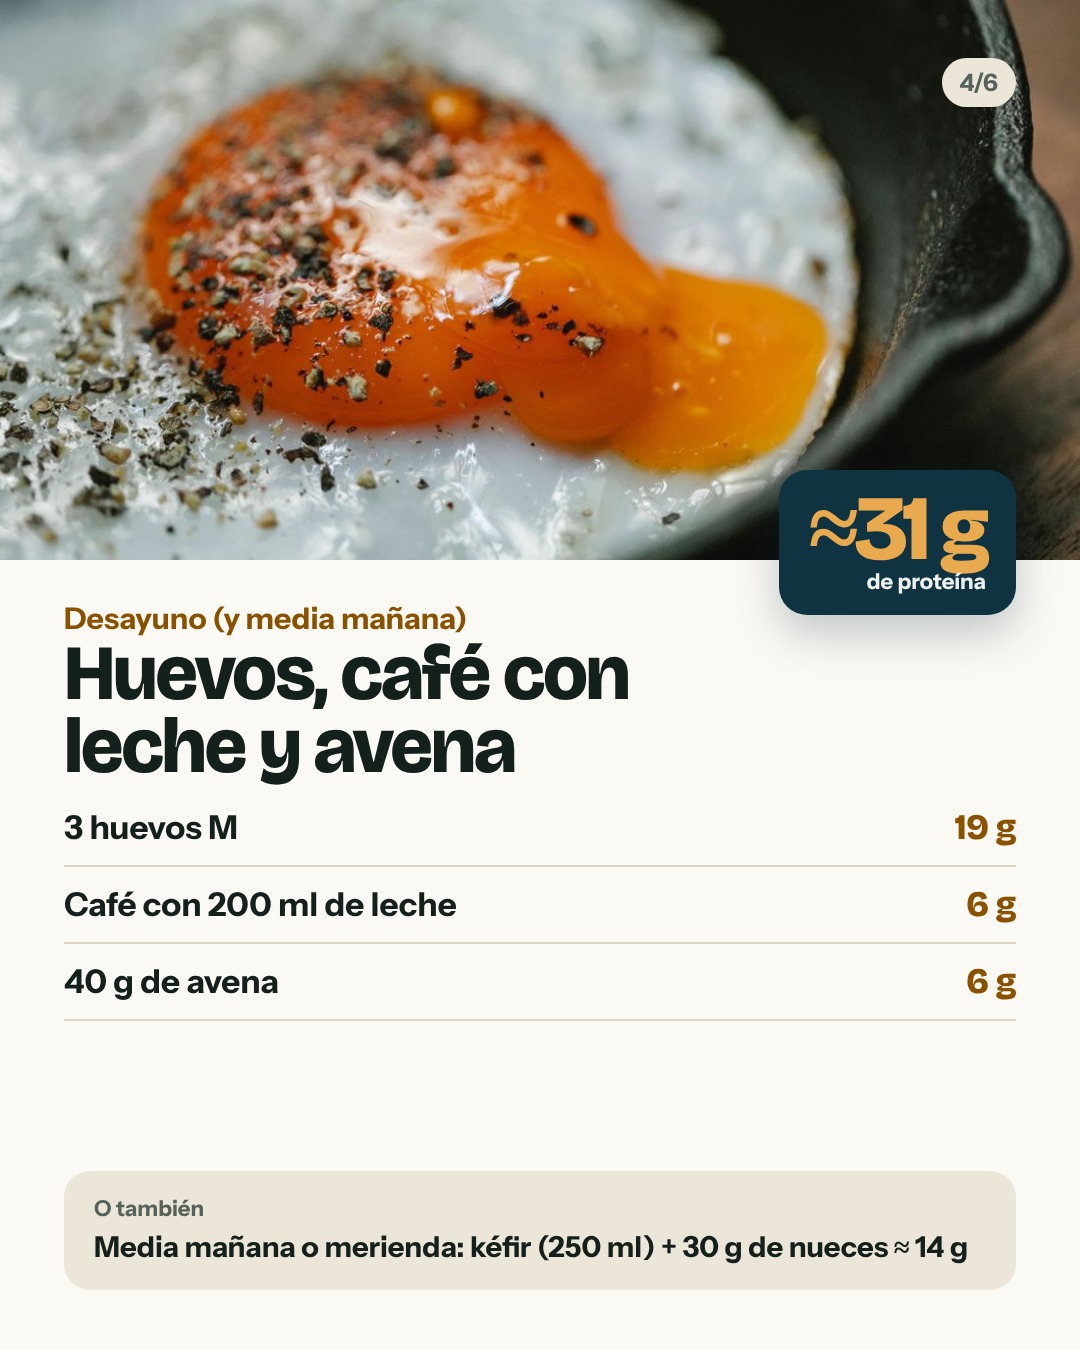 4/6
≈31 g
de proteína
Desayuno (y media mañana)
Huevos, café con
leche y avena
3 huevos M 19 g
Café con 200 ml de leche 6 g
40 g de avena 6 g
O también
Media mañana o merienda: kéfir (250 ml) + 30 g de nueces ≈ 14 g